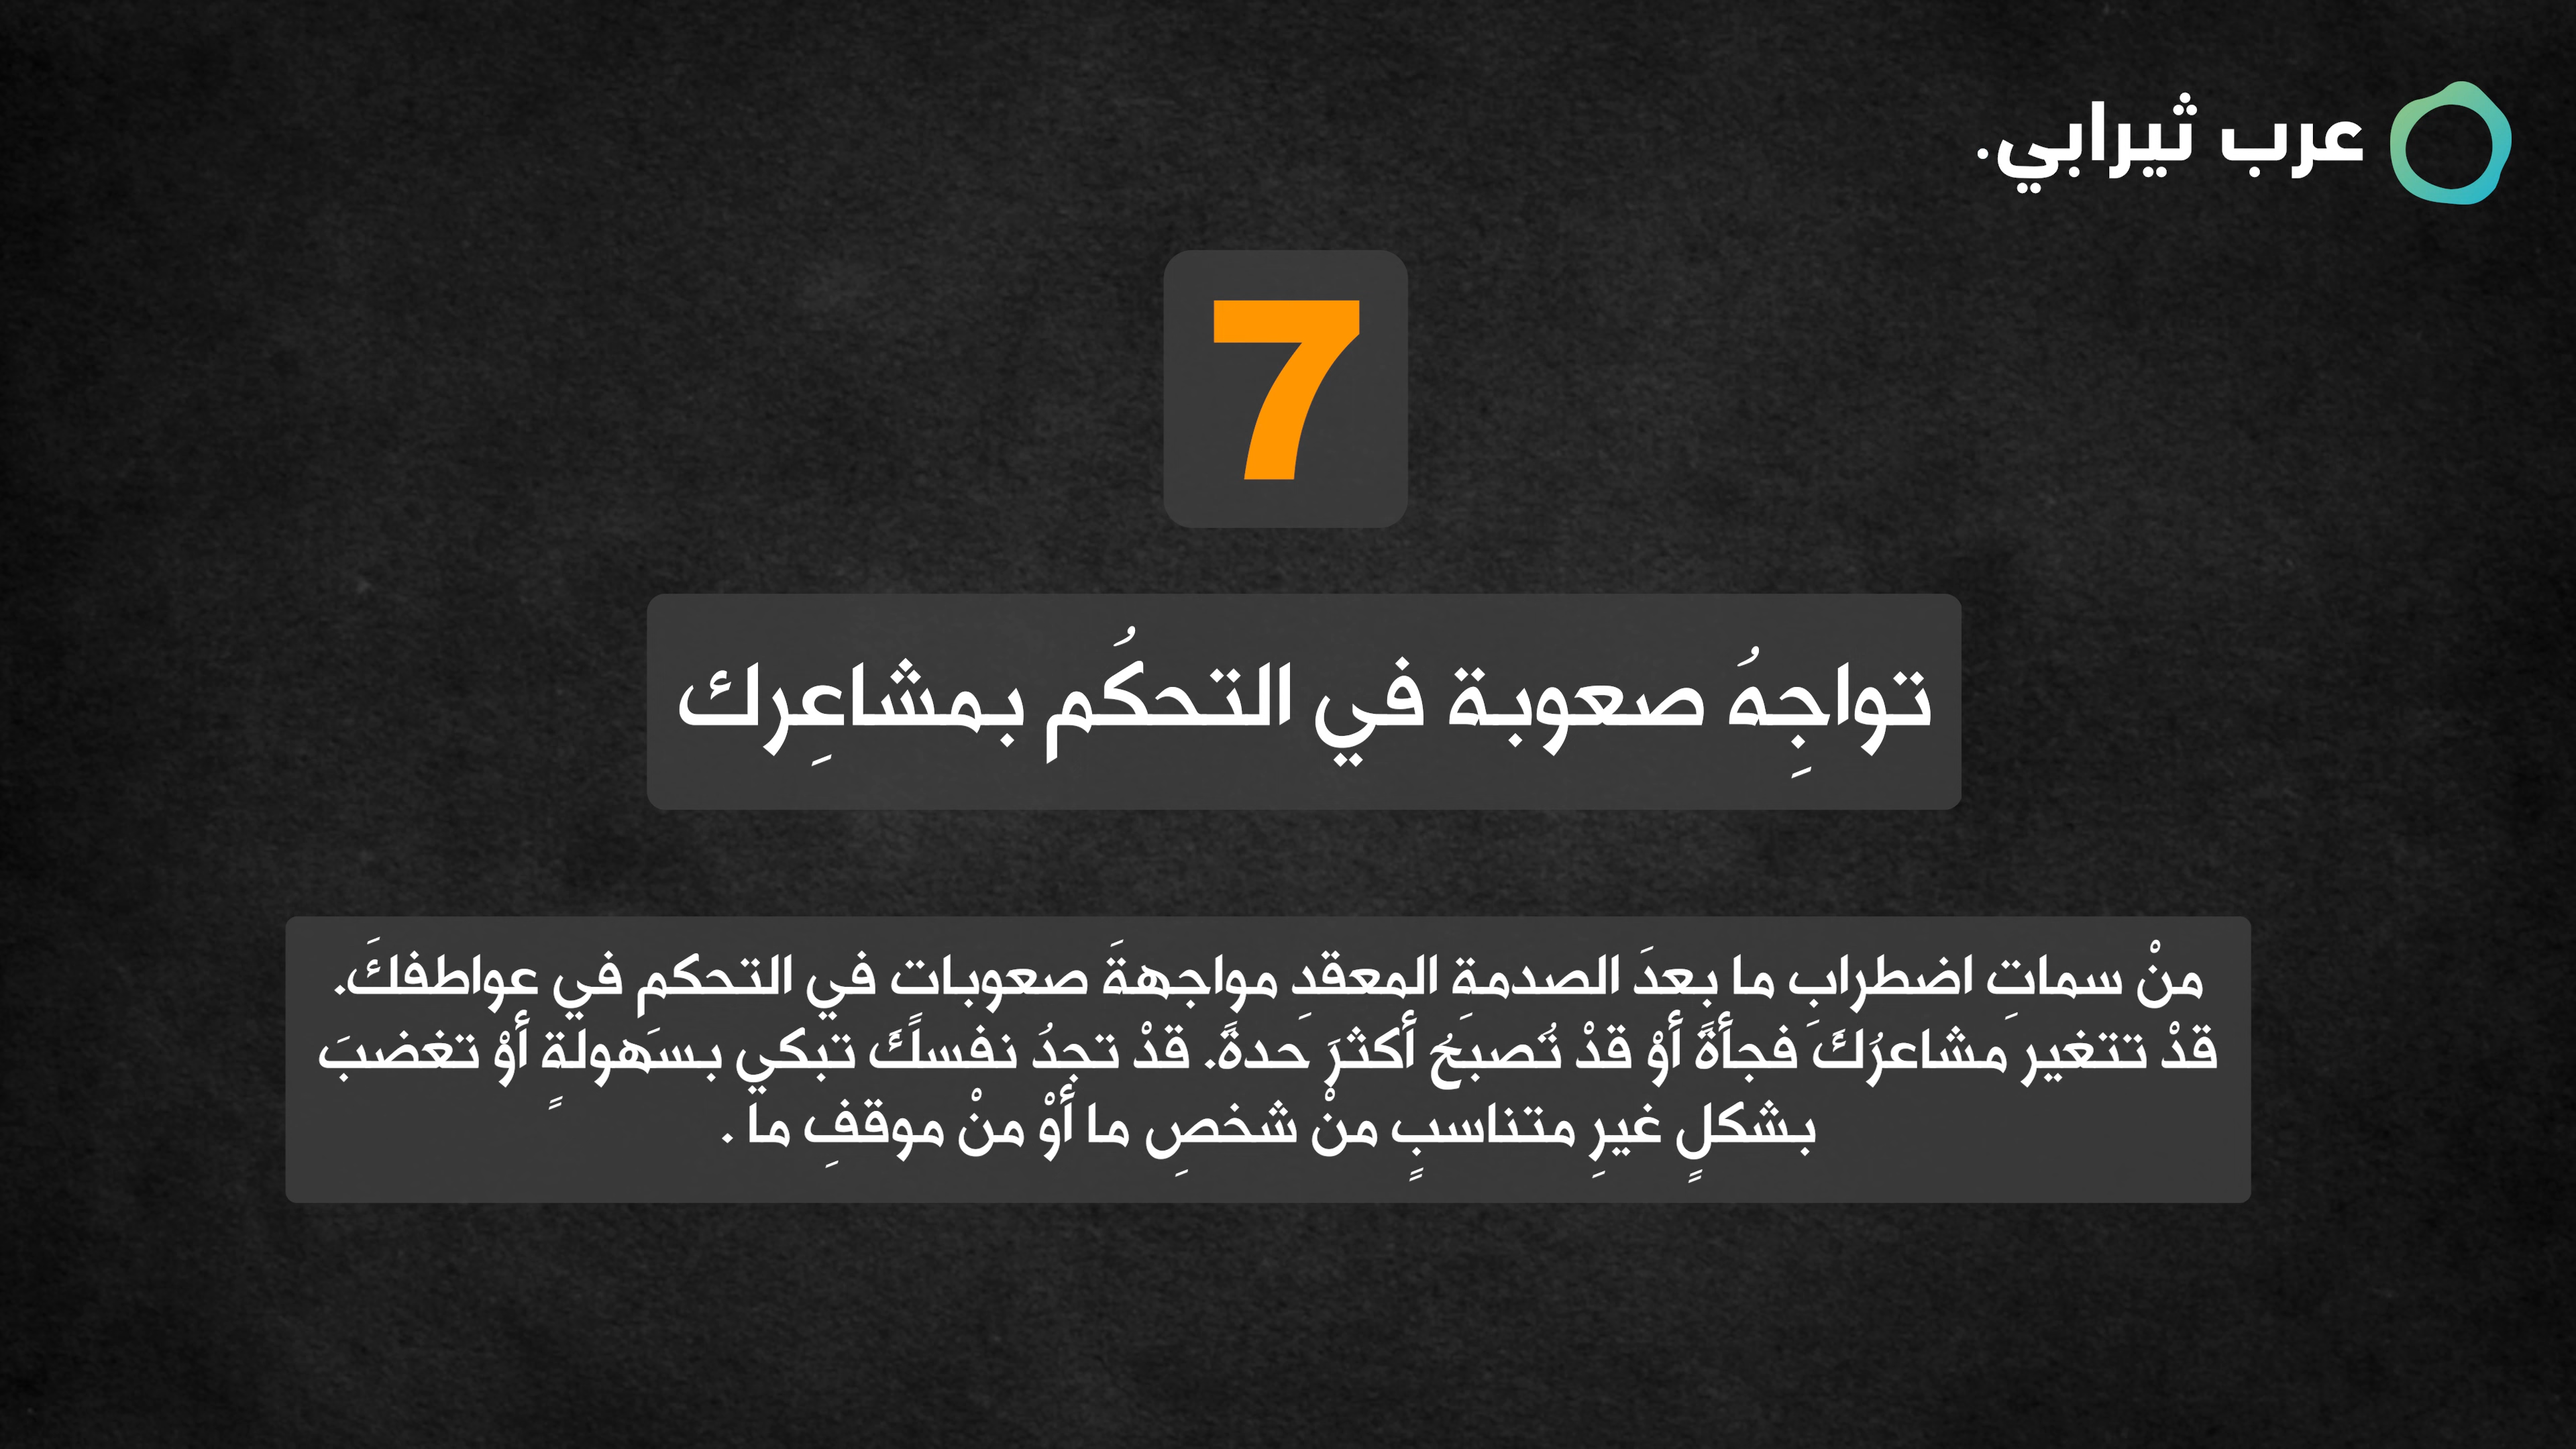 عرب ثيرابي.
7
تواجِهُ صعوبة في التحكُم بمشاعِرك
منْ سماتِ اضطرابِ ما بعدَ الصدمةِ المعقدِ مواجهةَ صعوبات في التحكم في عواطفكَ.
قدْ تتغير مشاعرُكَ فجأةً أوْ قدْ تُصبحُ أكثرَ حدةً. قدْ تجدُ نفسكَ تبكي بسَهولةٍ أوْ تغضبَ
بشكلٍ غيرِ متناسبٍ منْ شخصِ ما أوْ منْ موقفِ ما .